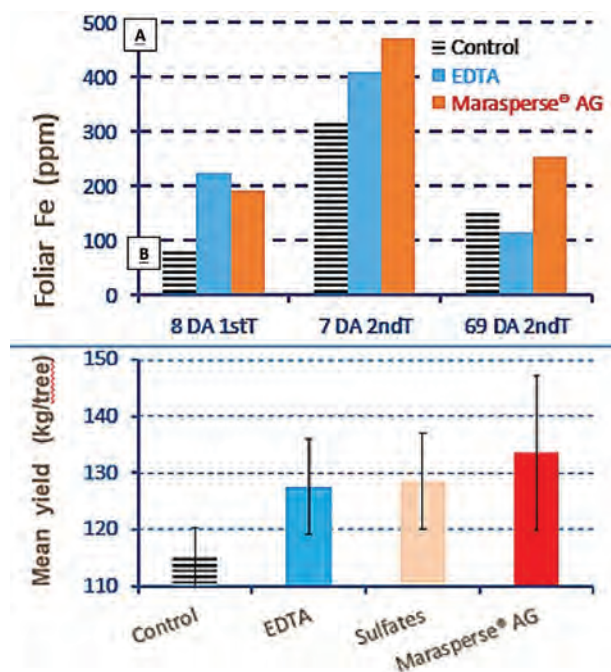 500
A
Control
400
EDTA
Marasperse® AG
300
200
100
B
0
Foliar Fe (ppm)
8 DA 1stT
7 DA 2ndT
69 DA 2ndT
150
140
130
120
110
Mean yield (kg/tree)
Control
EDTA
Sulfates
Marasperse® AG